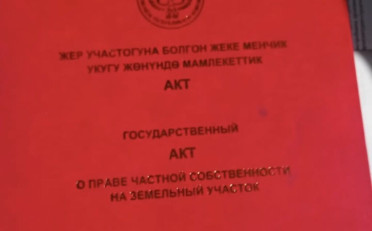 ЖЕР УЧАСТОГУНА БОЛГОН ЖЕКЕ МЕНЧИК
УКУГУ ЖӨНҮНДӨ МАМЛЕКЕТТИК
АКТ
ГОСУДАРСТВЕННЫЙ
АКТ
О ПРАВЕ ЧАСТНОЙ СОБСТВЕННОСТИ
НА ЗЕМЕЛЬНЫЙ УЧАСТОК